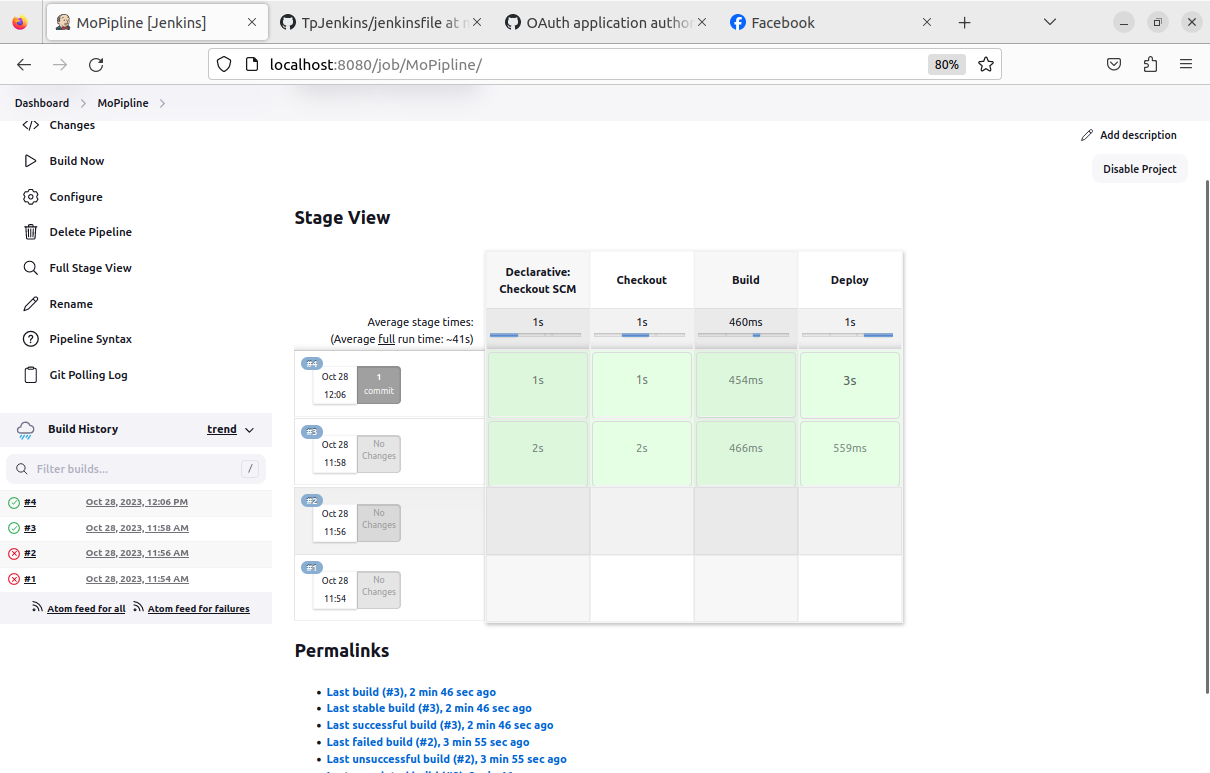 MoPipline [Jenkins]
TpJenkins/jenkinsfile at
OAuth application autho
Facebook
localhost:8080/job/MoPipline/
80%
Dashboard
MoPipline
Changes
Add description
Build Now
Disable Project
Configure
Delete Pipeline
Full Stage View
Rename
Pipeline Syntax
Git Polling Log
Build History
trend
Filter builds...
/
#4
Oct 28, 2023, 12:06 PM
#3
Oct 28, 2023, 11:58 AM
#2
Oct 28, 2023, 11:56 AM
#1
Oct 28, 2023, 11:54 AM
Atom feed for all
Atom feed for failures
Stage View
Declarative:
Checkout SCM
Checkout
Build
Deploy
Average stage times:
(Average full run time: ~41s)
1s
1s
460ms
1s
#4
Oct 28
12:06
1
commit
1s
1s
454ms
3s
#3
Oct 28
11:58
No
Changes
2s
2s
466ms
559ms
#2
Oct 28
11:56
No
Changes
#1
Oct 28
11:54
No
Changes
Permalinks
Last build (#3), 2 min 46 sec ago
Last stable build (#3), 2 min 46 sec ago
Last successful build (#3), 2 min 46 sec ago
Last failed build (#2), 3 min 55 sec ago
Last unsuccessful build (#2), 3 min 55 sec ago